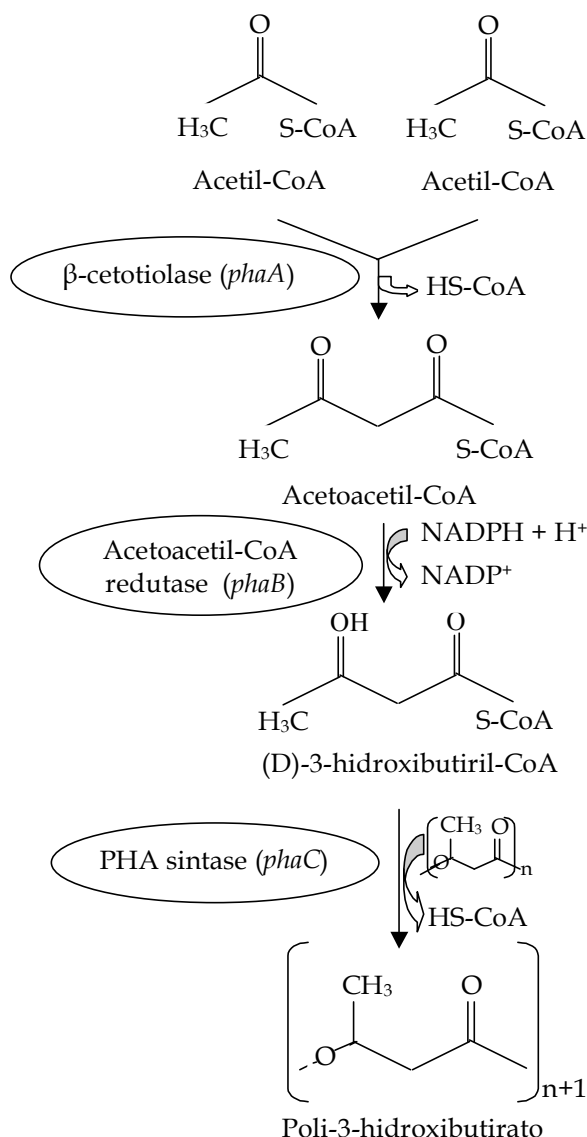 O O
H₃C S-CoA H₃C S-CoA
Acetil-CoA Acetil-CoA
β-cetotiolase (phaA)
HS-CoA
O O
H₃C S-CoA
Acetoacetil-CoA
Acetoacetil-CoA
redutase (phaB)
NADPH + H⁺
NADP⁺
OH O
H₃C S-CoA
(D)-3-hidroxibutiril-CoA
PHA sintase (phaC)
CH₃ O
O n
HS-CoA
CH₃ O
O
n+1
Poli-3-hidroxibutirato